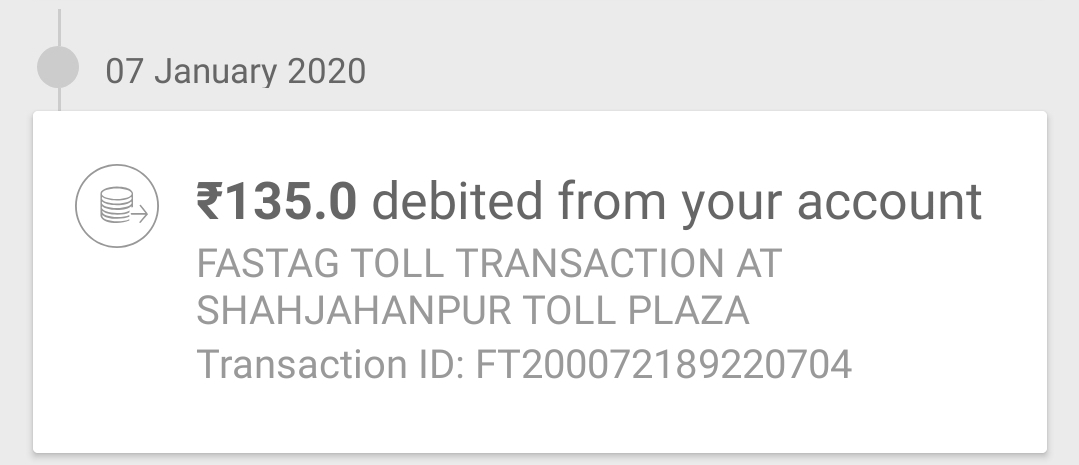 07 January 2020
₹135.0 debited from your account
FASTAG TOLL TRANSACTION AT
SHAHJAHANPUR TOLL PLAZA
Transaction ID: FT200072189220704